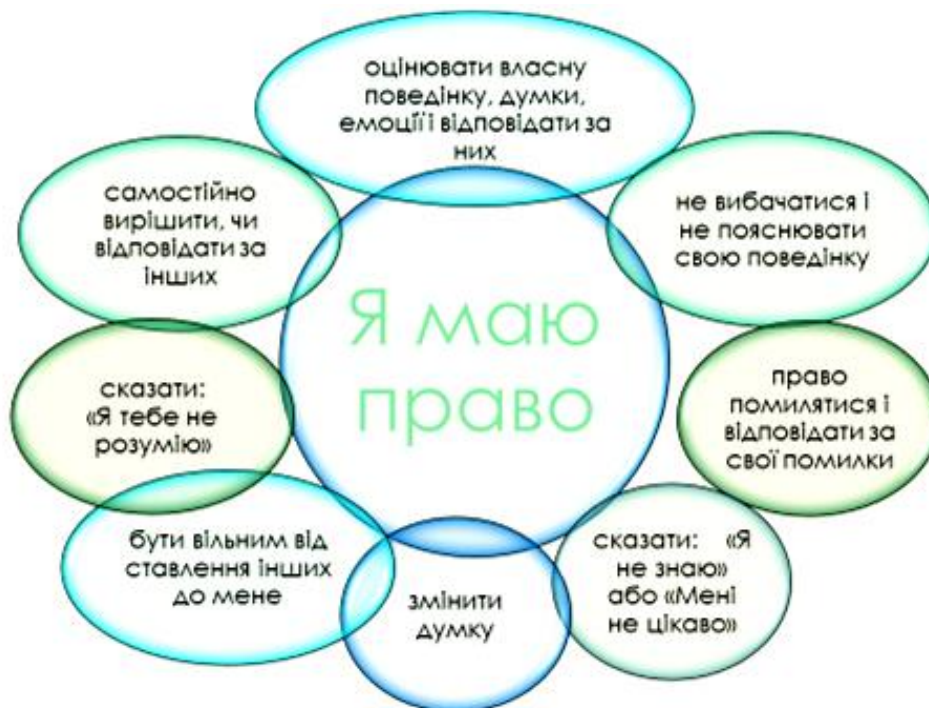 Я маю
право
оцінювати власну
поведінку, думки,
емоції і відповідати за
них
не вибачатися і
не пояснювати
свою поведінку
право
помилятися і
відповідати за
свої помилки
сказати: «Я
не знаю»
або «Мені
не цікаво»
змінити
думку
бути вільним від
ставлення інших
до мене
сказати:
«Я тебе не
розумію»
самостійно
вирішити, чи
відповідати за
інших